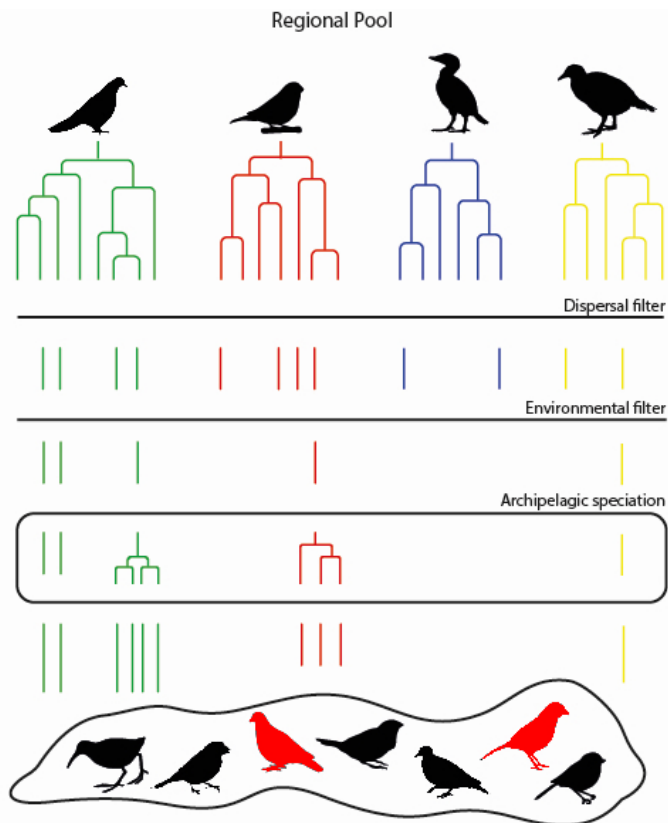 Regional Pool
Dispersal filter
Environmental filter
Archipelagic speciation